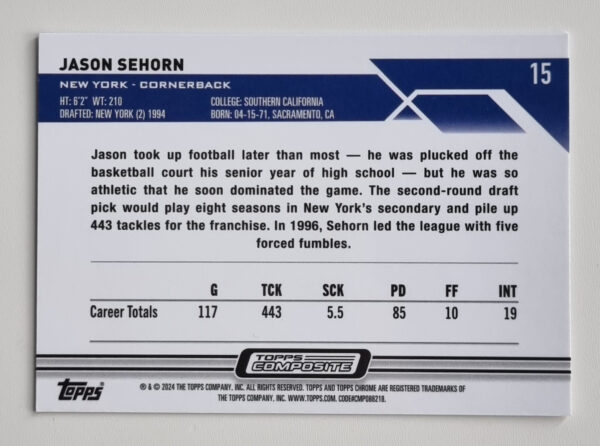 JASON SEHORN
15
NEW YORK - CORNERBACK
HT: 6'2" WT: 210
COLLEGE: SOUTHERN CALIFORNIA
DRAFTED: NEW YORK (2) 1994
BORN: 04-15-71, SACRAMENTO, CA
Jason took up football later than most — he was plucked off the
basketball court his senior year of high school — but he was so
athletic that he soon dominated the game. The second-round draft
pick would play eight seasons in New York's secondary and pile up
443 tackles for the franchise. In 1996, Sehorn led the league with five
forced fumbles.
G TCK SCK PD FF INT
Career Totals 117 443 5.5 85 10 19
TOPPS
COMPOSITE
topps
® & © 2024 THE TOPPS COMPANY, INC. ALL RIGHTS RESERVED. TOPPS AND TOPPS CHROME ARE REGISTERED TRADEMARKS OF
THE TOPPS COMPANY, INC. WWW.TOPPS.COM. CODE#CMP088218.